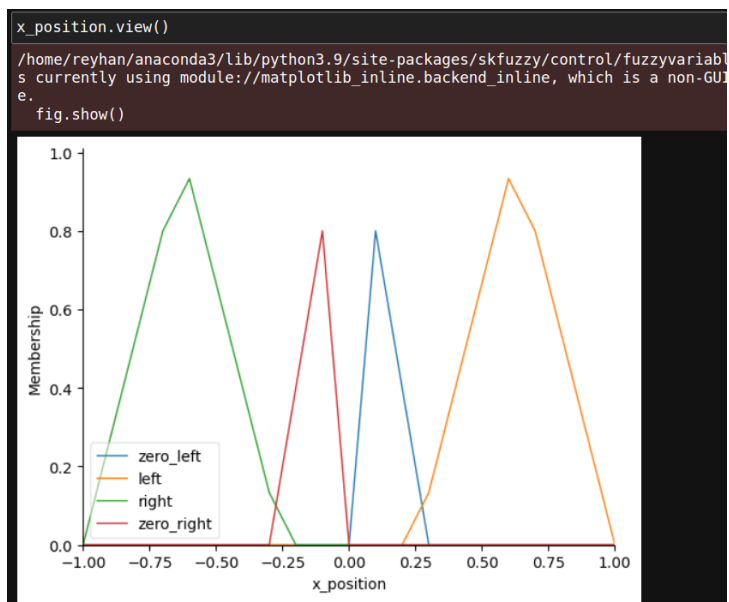 x_position.view()
/home/reyhan/anaconda3/lib/python3.9/site-packages/skfuzzy/control/fuzzyvariabl
s currently using module://matplotlib_inline.backend_inline, which is a non-GUI
e.
fig.show()
1.0
0.8
0.6
0.4
0.2
0.0
Membership
zero_left
left
right
zero_right
−1.00 −0.75 −0.50 −0.25 0.00 0.25 0.50 0.75 1.00
x_position